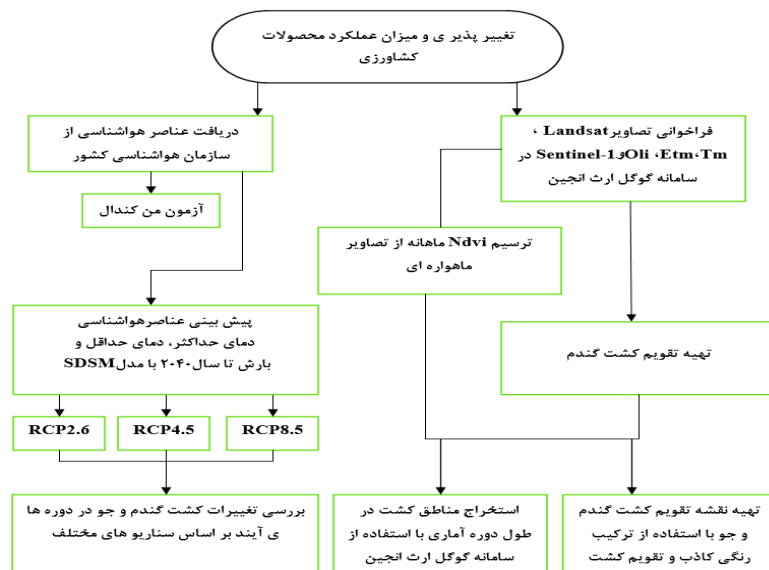 تغییر پذیر ی و میزان عملکرد محصولات
کشاورزی
فراخوانی تصاویرLandsat ،
Oli ،Etm،TmوSentinel-1 در
سامانه گوگل ارث انجین
دریافت عناصر هواشناسی از
سازمان هواشناسی کشور
آزمون من کندال
ترسیم Ndvi ماهانه از تصاویر
ماهواره ای
پیش بینی عناصرهواشناسی
دمای حداکثر، دمای حداقل و
بارش تا سال۲۰۴۰ با مدلSDSM
تهیه تقویم کشت گندم
RCP8.5
RCP4.5
RCP2.6
تهیه نقشه تقویم کشت گندم
و جو با استفاده از ترکیب
رنگی کاذب و تقویم کشت
استخراج مناطق کشت در
طول دوره آماری با استفاده از
سامانه گوگل ارث انجین
بررسی تغییرات کشت گندم و جو در دوره ها
ی آیند بر اساس سناریو های مختلف